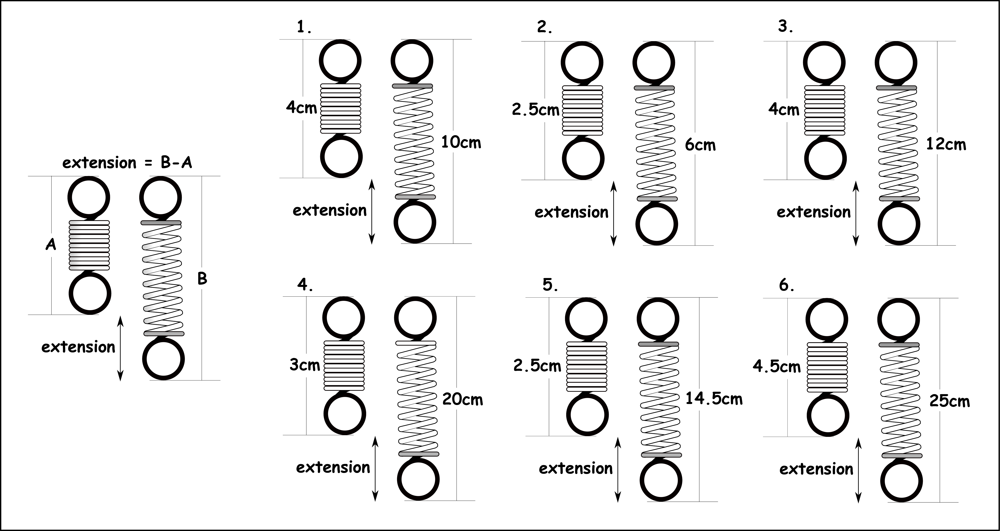 extension = B-A
A
B
extension
1.
4cm
10cm
extension
2.
2.5cm
6cm
extension
3.
4cm
12cm
extension
4.
3cm
20cm
extension
5.
2.5cm
14.5cm
extension
6.
4.5cm
25cm
extension